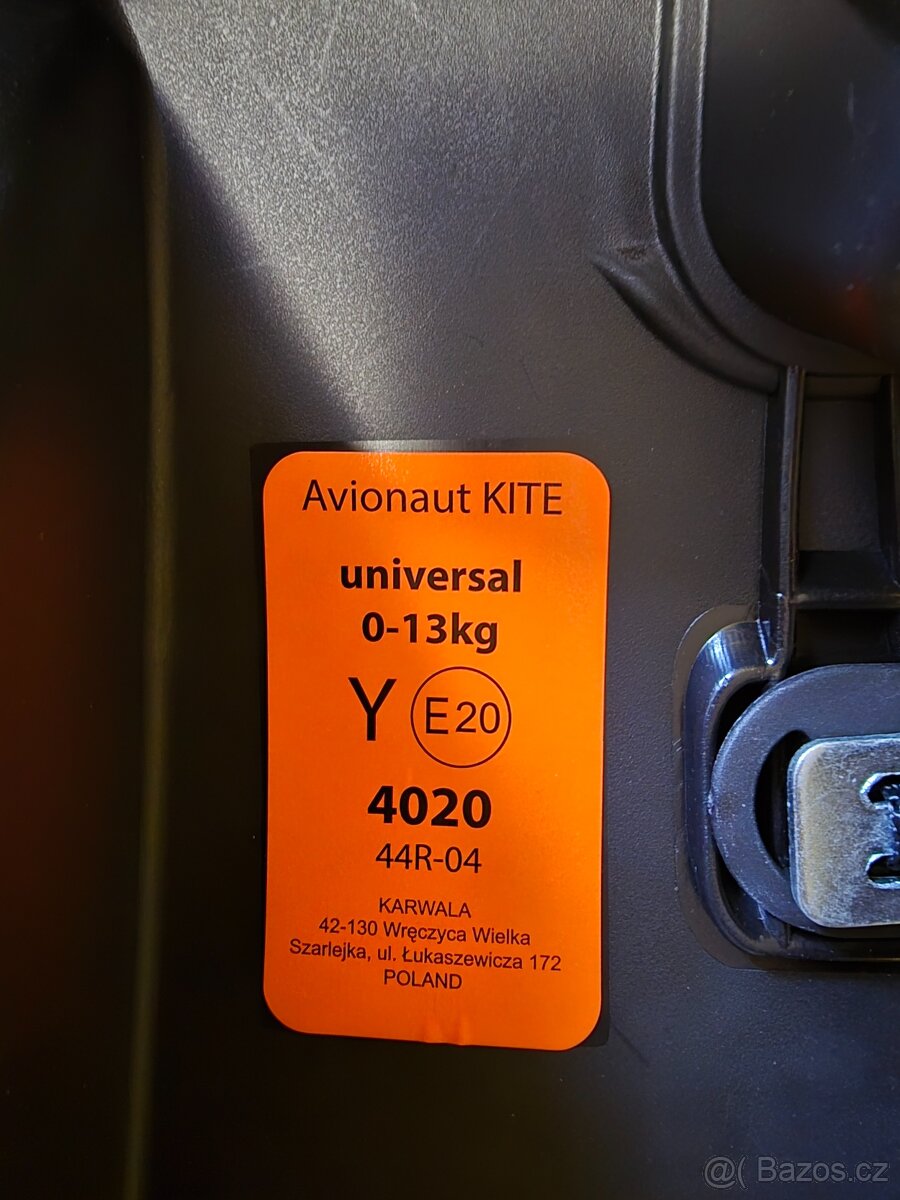 Avionaut KITE
universal
0-13kg
Y E20
4020
44R-04
KARWALA
42-130 Wręczyca Wielka
Szarlejka, ul. Łukaszewicza 172
POLAND
@( Bazos.cz